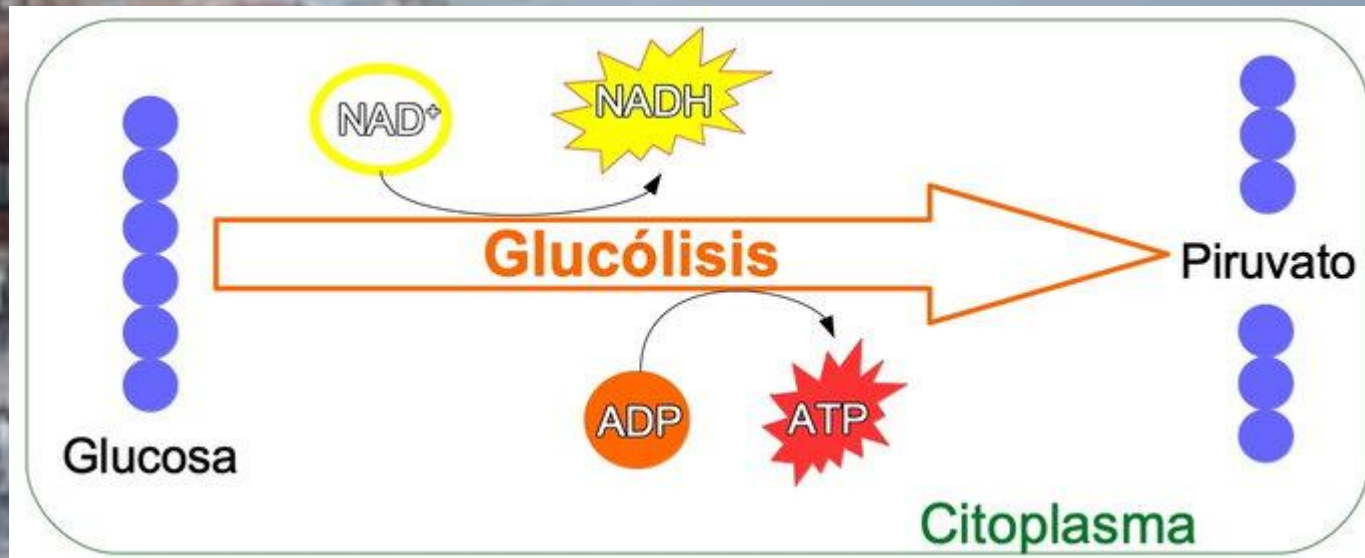 NAD⁺
NADH
Glucólisis
Piruvato
ADP
ATP
Glucosa
Citoplasma